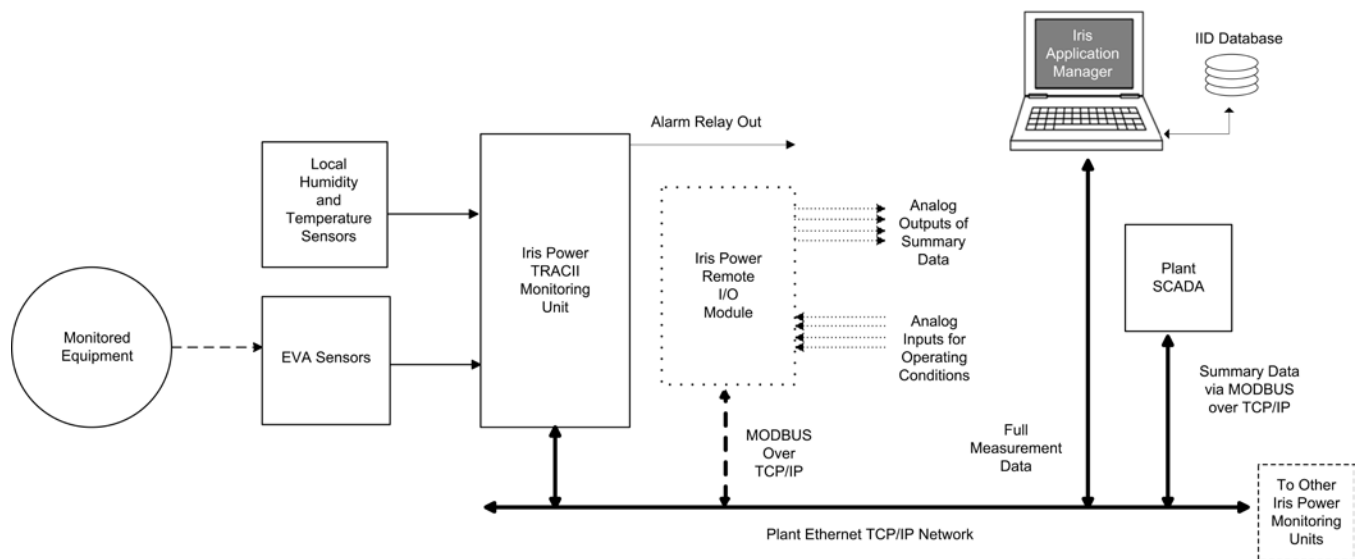 Iris
Application
Manager
IID Database
Alarm Relay Out
Local
Humidity
and
Temperature
Sensors
Iris Power
TRACII
Monitoring
Unit
Iris Power
Remote
I/O
Module
Analog
Outputs of
Summary
Data
Plant
SCADA
Monitored
Equipment
EVA Sensors
Analog
Inputs for
Operating
Conditions
Summary Data
via MODBUS
over TCP/IP
MODBUS
Over
TCP/IP
Full
Measurement
Data
To Other
Iris Power
Monitoring
Units
Plant Ethernet TCP/IP Network